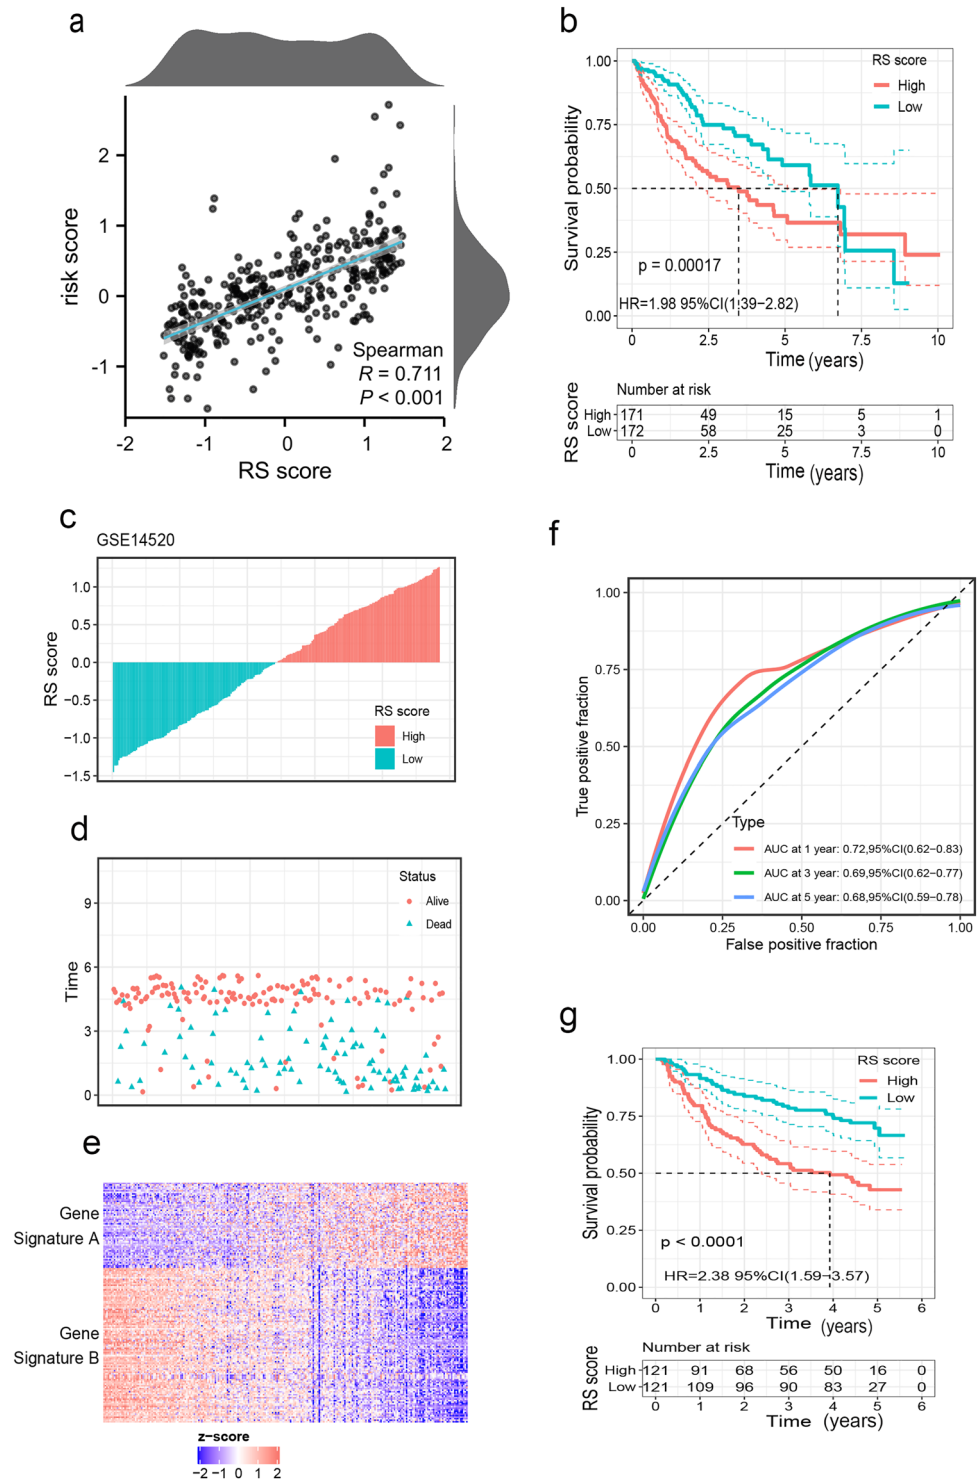 a
risk score
2
1
0
-1
Spearman
R = 0.711
P < 0.001
-2 -1 0 1 2
RS score
b
Survival probability
1.00
0.75
0.50
0.25
0.00
RS score
High
Low
p = 0.00017
HR=1.98 95%CI(1.39−2.82)
0 2.5 5 7.5 10
Time (years)
Number at risk
RS score
High 171 49 15 5 1
Low 172 58 25 3 0
0 2.5 5 7.5 10
Time (years)
c
GSE14520
RS score
1.0
0.5
0.0
−0.5
−1.0
−1.5
RS score
High
Low
d
Time
9
6
3
0
Status
Alive
Dead
e
Gene
Signature A
Gene
Signature B
z−score
−2 −1 0 1 2
f
True positive fraction
1.00
0.75
0.50
0.25
0.00
Type
AUC at 1 year: 0.72,95%CI(0.62−0.83)
AUC at 3 year: 0.69,95%CI(0.62−0.77)
AUC at 5 year: 0.68,95%CI(0.59−0.78)
0.00 0.25 0.50 0.75 1.00
False positive fraction
g
Survival probability
1.00
0.75
0.50
0.25
0.00
RS score
High
Low
p < 0.0001
HR=2.38 95%CI(1.59−3.57)
0 1 2 3 4 5 6
Time (years)
Number at risk
RS score
High 121 91 68 56 50 16 0
Low 121 109 96 90 83 27 0
0 1 2 3 4 5 6
Time (years)